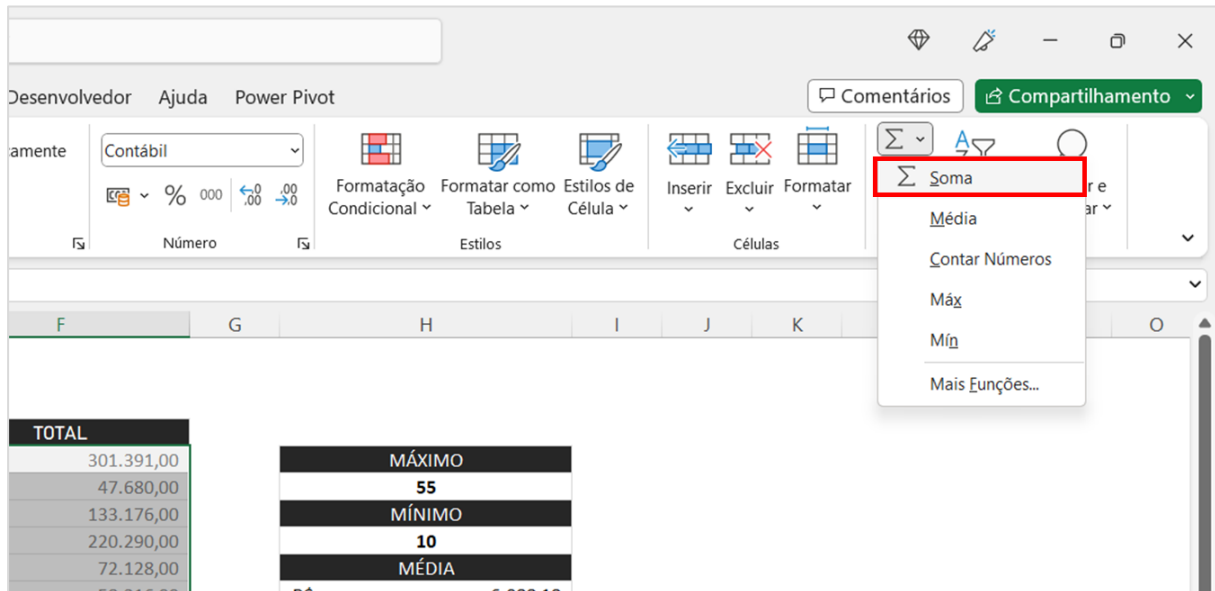 Desenvolvedor Ajuda Power Pivot Comentários Compartilhamento
Contábil
% 000
Formatação Condicional
Formatar como Tabela
Estilos de Célula
Inserir Excluir Formatar
Número Estilos Células
Soma
Média
Contar Números
Máx
Mín
Mais Funções...
F G H I J K O
TOTAL
301.391,00 MÁXIMO
47.680,00 55
133.176,00 MÍNIMO
220.290,00 10
72.128,00 MÉDIA